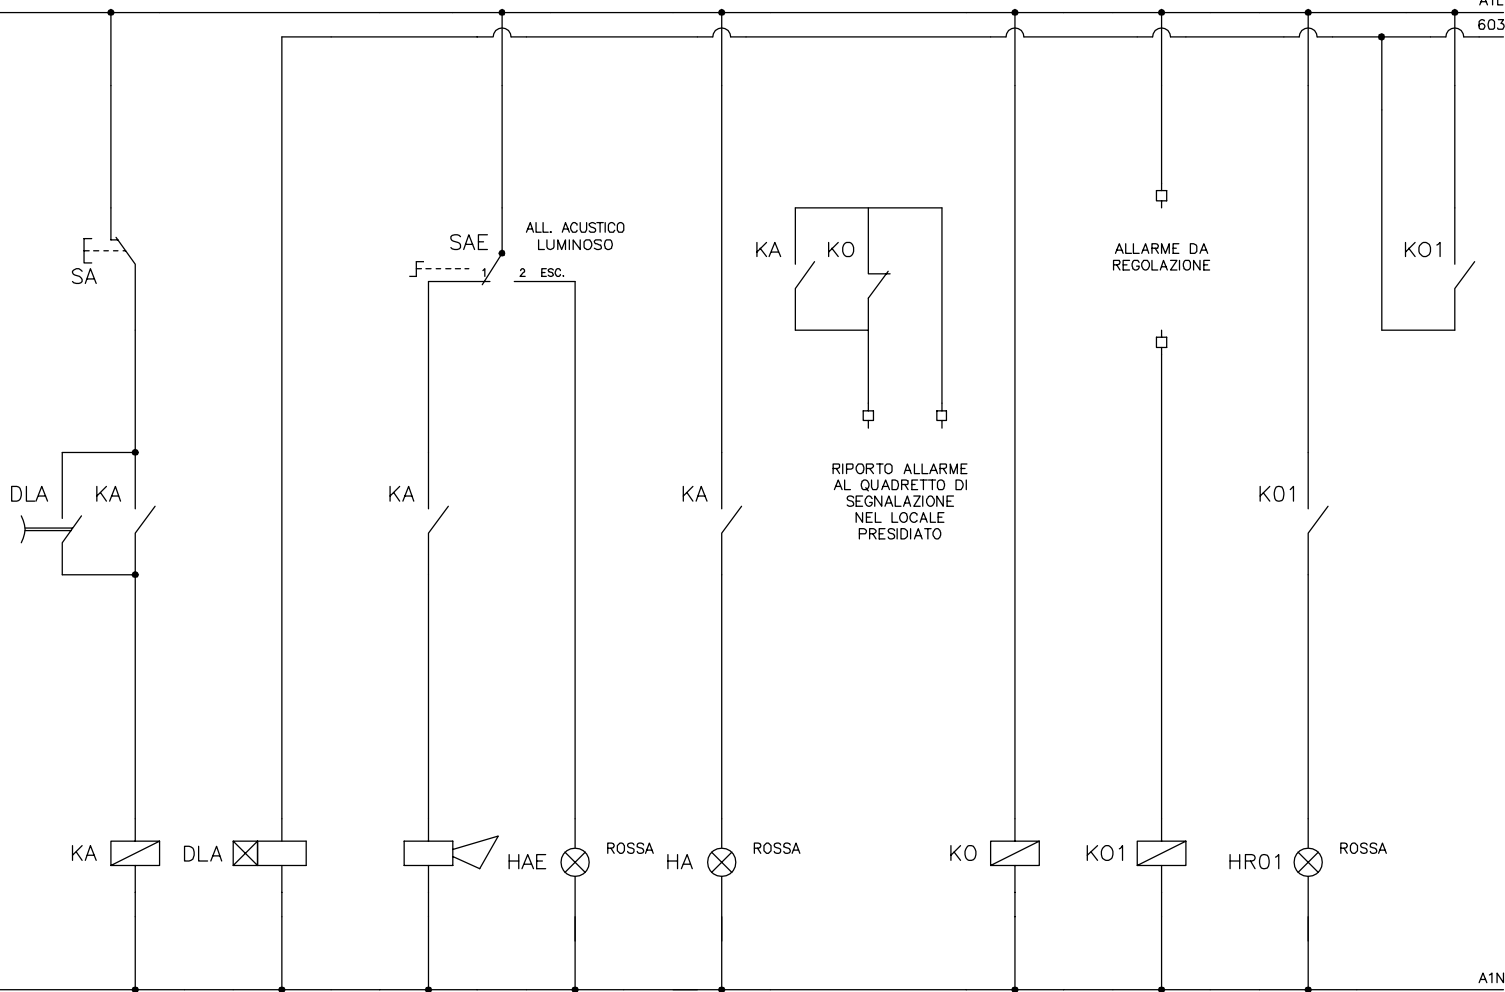 603
ALL. ACUSTICO
LUMINOSO
SAE
1
2 ESC.
SA
KA
KO
ALLARME DA
REGOLAZIONE
KO1
DLA
KA
KA
KA
RIPORTO ALLARME
AL QUADRETTO DI
SEGNALAZIONE
NEL LOCALE
PRESIDIATO
KO1
KA
DLA
HAE
ROSSA
HA
ROSSA
KO
KO1
HRO1
ROSSA
A1N